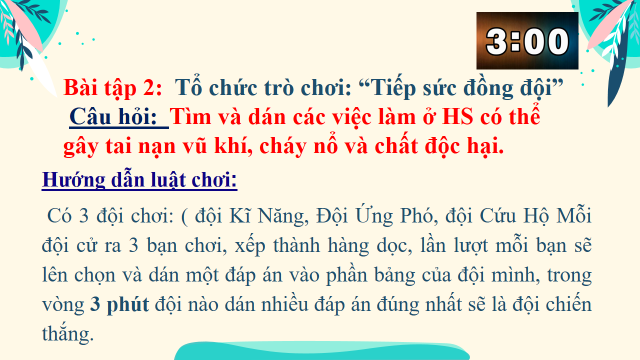 3:00
Bài tập 2: Tổ chức trò chơi: “Tiếp sức đồng đội”
Câu hỏi: Tìm và dán các việc làm ở HS có thể
gây tai nạn vũ khí, cháy nổ và chất độc hại.
Hướng dẫn luật chơi:
Có 3 đội chơi: ( đội Kĩ Năng, Đội Ứng Phó, đội Cứu Hộ Mỗi
đội cử ra 3 bạn chơi, xếp thành hàng dọc, lần lượt mỗi bạn sẽ
lên chọn và dán một đáp án vào phần bảng của đội mình, trong
vòng 3 phút đội nào dán nhiều đáp án đúng nhất sẽ là đội chiến
thắng.